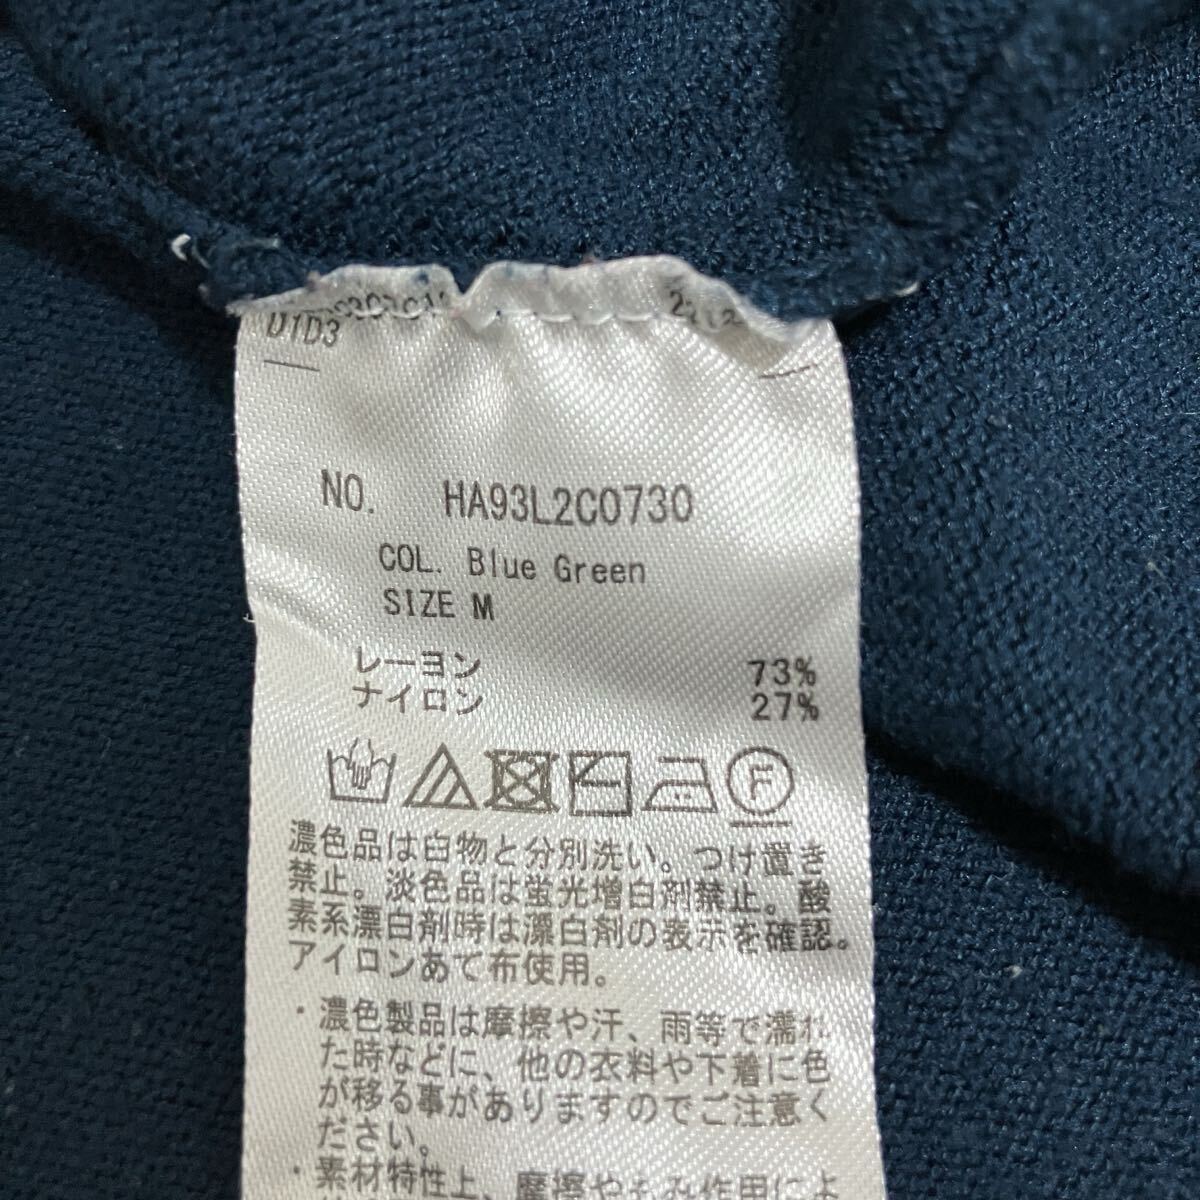 D1D3
NO. HA93L2C0730
COL. Blue Green
SIZE M
レーヨン 73%
ナイロン 27%
F
濃色品は白物と分別洗い。つけ置き
禁止。淡色品は蛍光増白剤禁止。酸
素系漂白剤時は漂白剤の表示を確認。
アイロンあて布使用。
・濃色製品は摩擦や汗、雨等で濡れ
た時などに、他の衣料や下着に色
が移る事がありますのでご注意く
ださい。
・素材特性上、摩擦やもみ作用によ